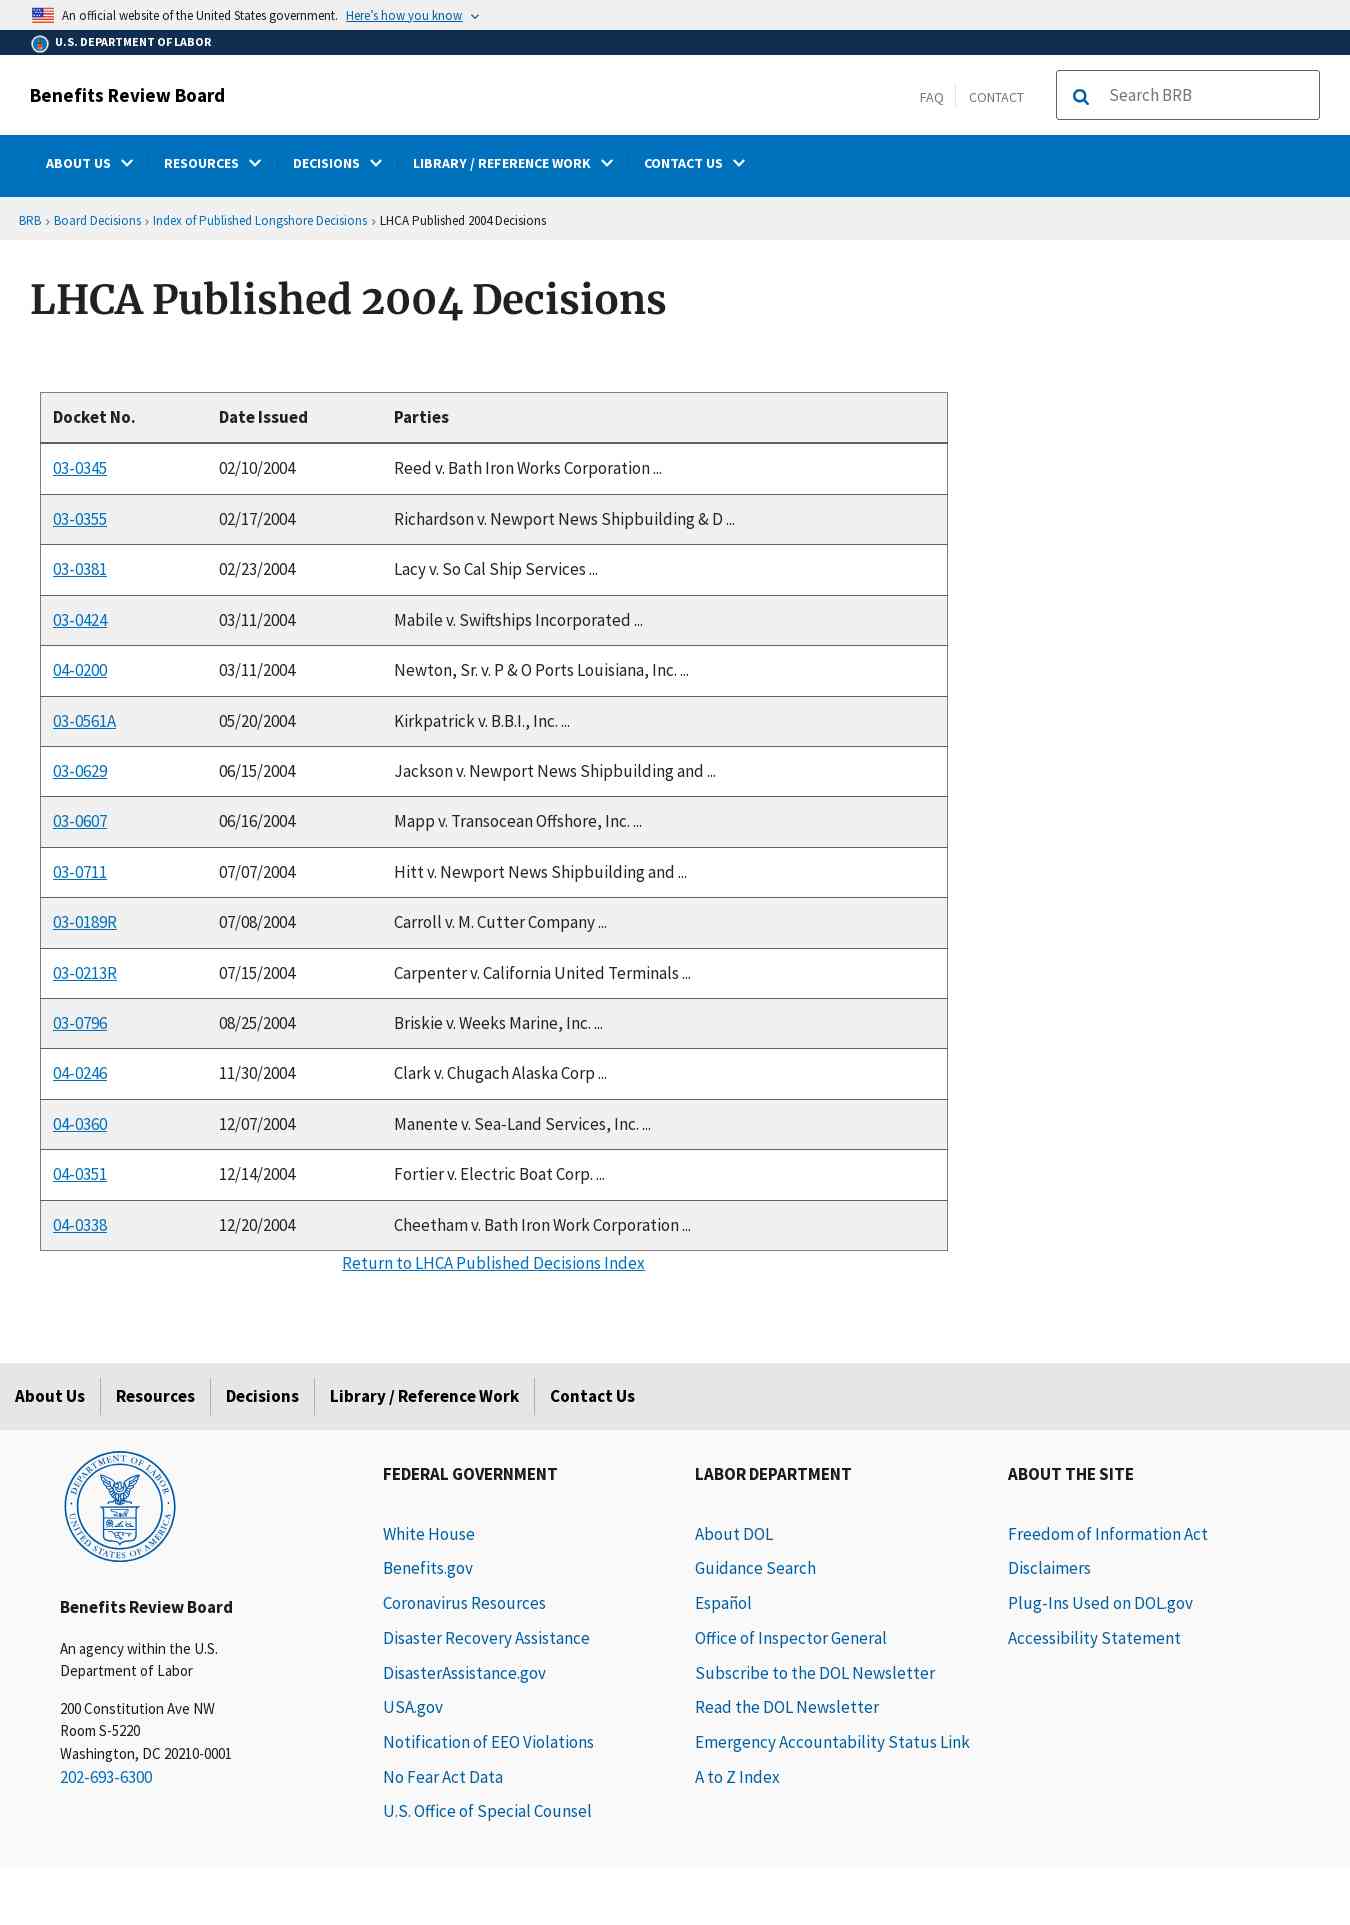 An official website of the United States government. Here's how you know
U.S. DEPARTMENT OF LABOR
Benefits Review Board
FAQ CONTACT Search BRB
ABOUT US RESOURCES DECISIONS LIBRARY / REFERENCE WORK CONTACT US
BRB › Board Decisions › Index of Published Longshore Decisions › LHCA Published 2004 Decisions
LHCA Published 2004 Decisions
Docket No. Date Issued Parties
03-0345 02/10/2004 Reed v. Bath Iron Works Corporation ...
03-0355 02/17/2004 Richardson v. Newport News Shipbuilding & D ...
03-0381 02/23/2004 Lacy v. So Cal Ship Services ...
03-0424 03/11/2004 Mabile v. Swiftships Incorporated ...
04-0200 03/11/2004 Newton, Sr. v. P & O Ports Louisiana, Inc. ...
03-0561A 05/20/2004 Kirkpatrick v. B.B.I., Inc. ...
03-0629 06/15/2004 Jackson v. Newport News Shipbuilding and ...
03-0607 06/16/2004 Mapp v. Transocean Offshore, Inc. ...
03-0711 07/07/2004 Hitt v. Newport News Shipbuilding and ...
03-0189R 07/08/2004 Carroll v. M. Cutter Company ...
03-0213R 07/15/2004 Carpenter v. California United Terminals ...
03-0796 08/25/2004 Briskie v. Weeks Marine, Inc. ...
04-0246 11/30/2004 Clark v. Chugach Alaska Corp ...
04-0360 12/07/2004 Manente v. Sea-Land Services, Inc. ...
04-0351 12/14/2004 Fortier v. Electric Boat Corp. ...
04-0338 12/20/2004 Cheetham v. Bath Iron Work Corporation ...
Return to LHCA Published Decisions Index
About Us Resources Decisions Library / Reference Work Contact Us
DEPARTMENT OF LABOR
UNITED STATES OF AMERICA
Benefits Review Board
An agency within the U.S.
Department of Labor
200 Constitution Ave NW
Room S-5220
Washington, DC 20210-0001
202-693-6300
FEDERAL GOVERNMENT
White House
Benefits.gov
Coronavirus Resources
Disaster Recovery Assistance
DisasterAssistance.gov
USA.gov
Notification of EEO Violations
No Fear Act Data
U.S. Office of Special Counsel
LABOR DEPARTMENT
About DOL
Guidance Search
Español
Office of Inspector General
Subscribe to the DOL Newsletter
Read the DOL Newsletter
Emergency Accountability Status Link
A to Z Index
ABOUT THE SITE
Freedom of Information Act
Disclaimers
Plug-Ins Used on DOL.gov
Accessibility Statement